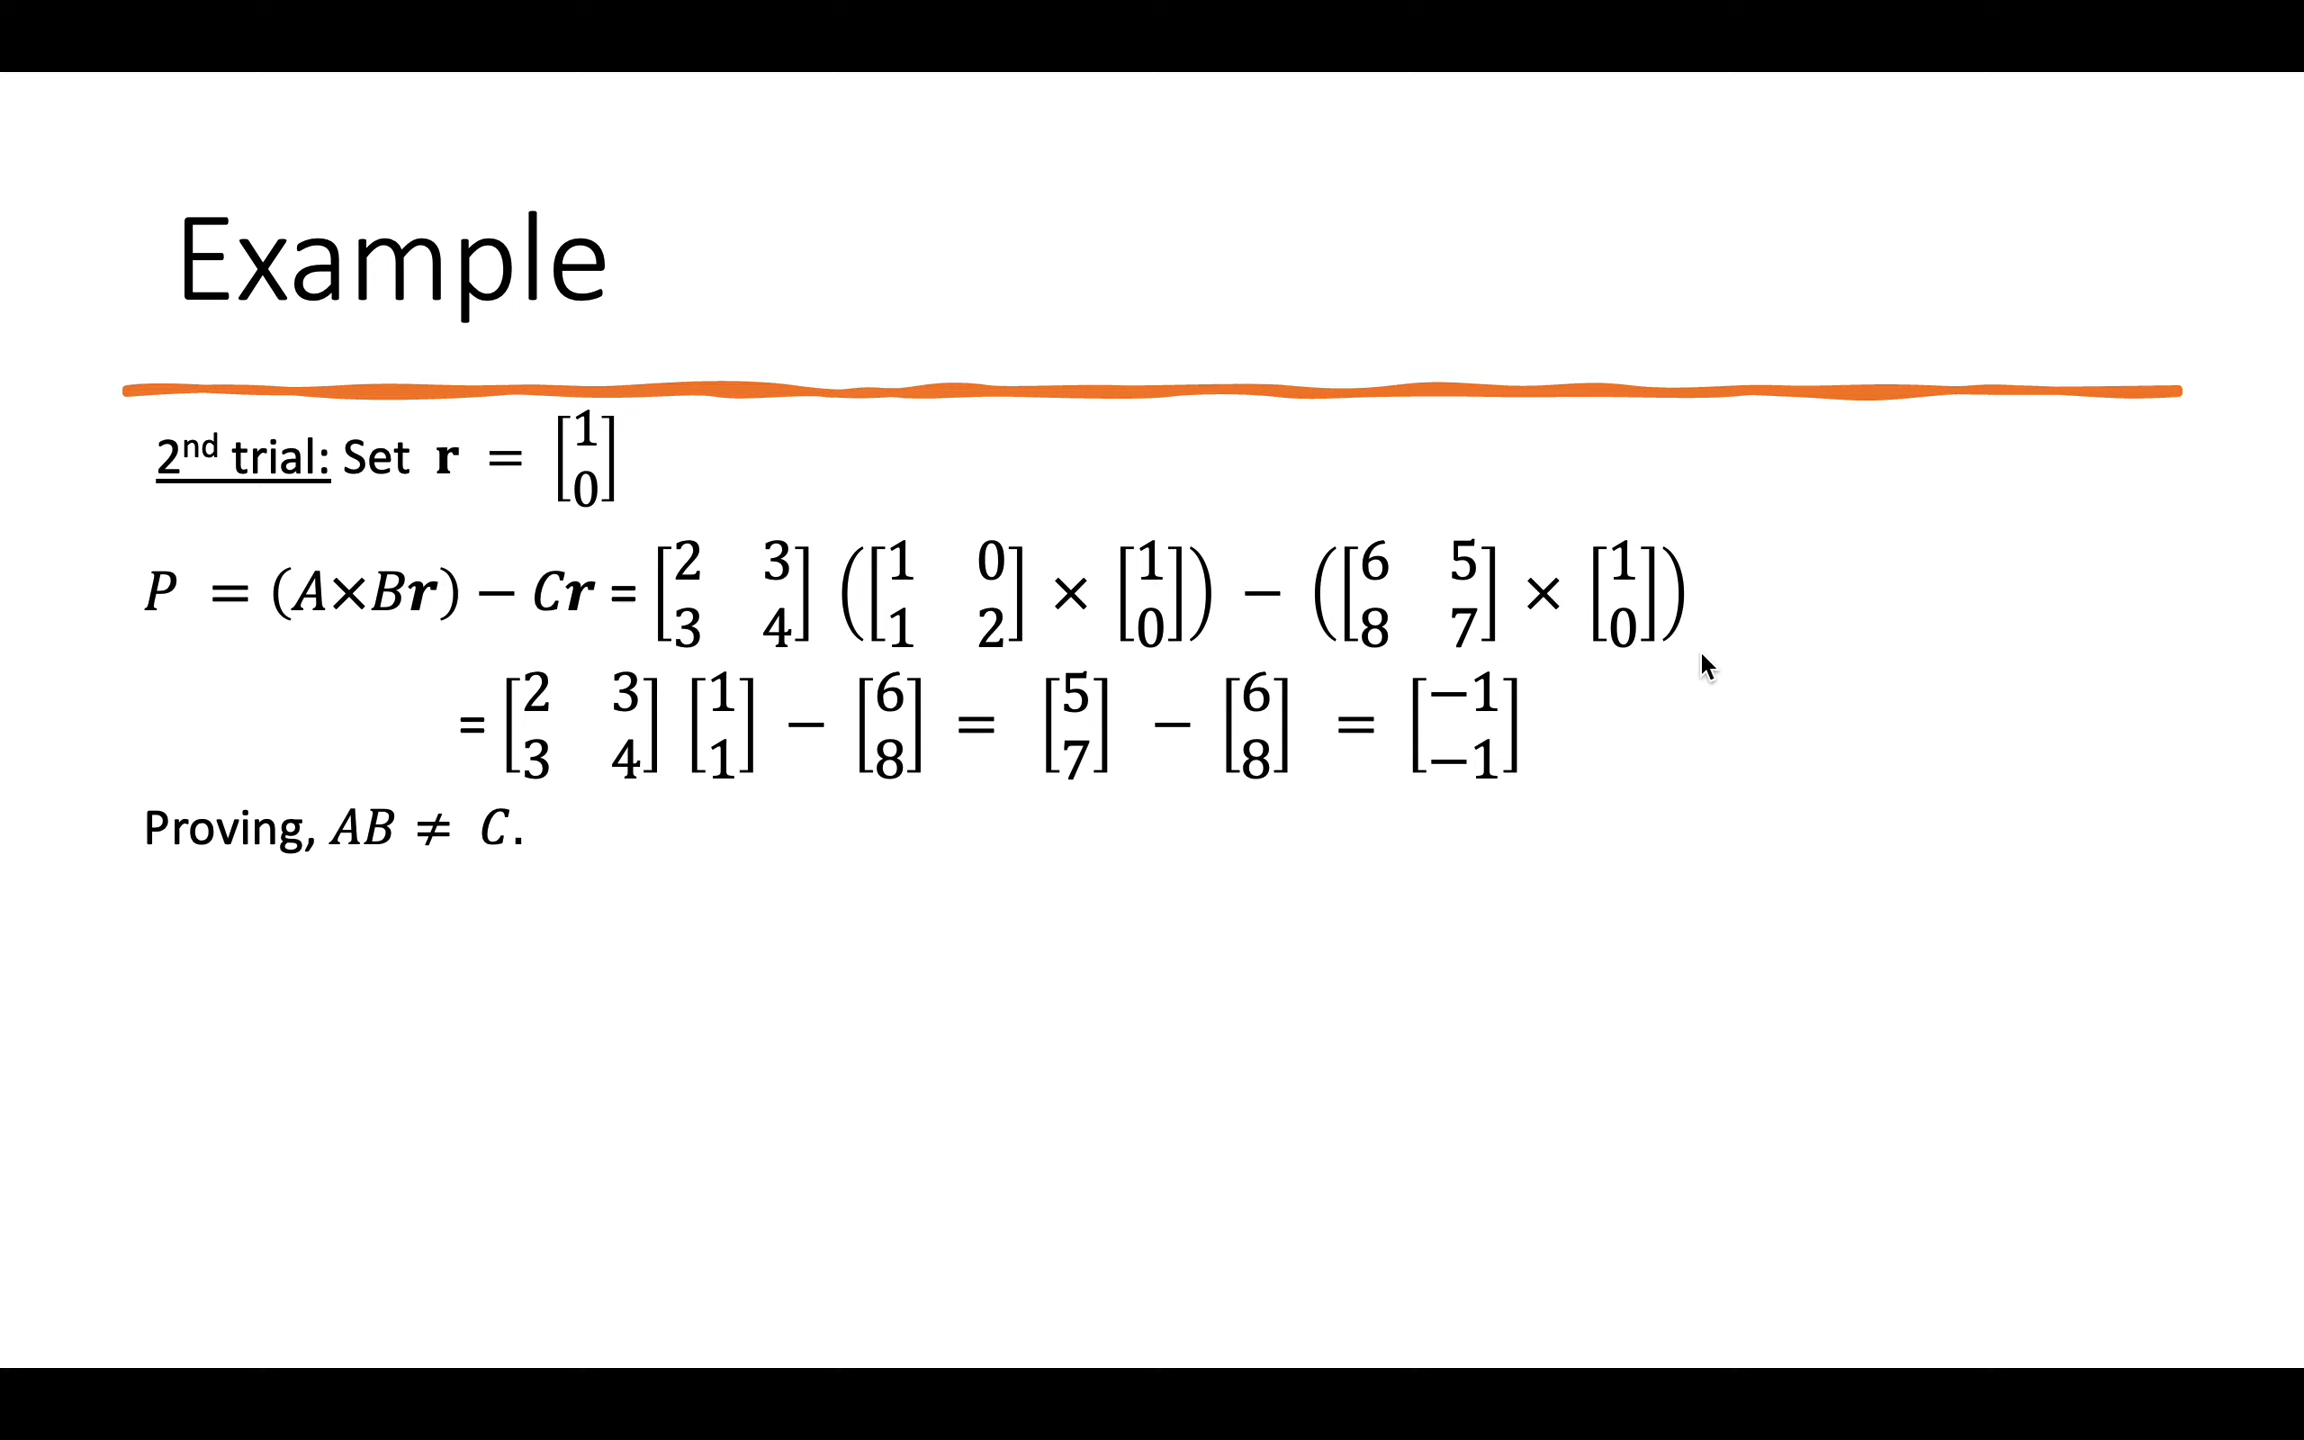 Example
2nd trial: Set r = [1 0]
P = (A×Br) − Cr = [2 3 3 4] ([1 0 1 2] × [1 0]) − ([6 5 8 7] × [1 0])
= [2 3 3 4] [1 1] − [6 8] = [5 7] − [6 8] = [−1 −1]
Proving, AB ≠ C.